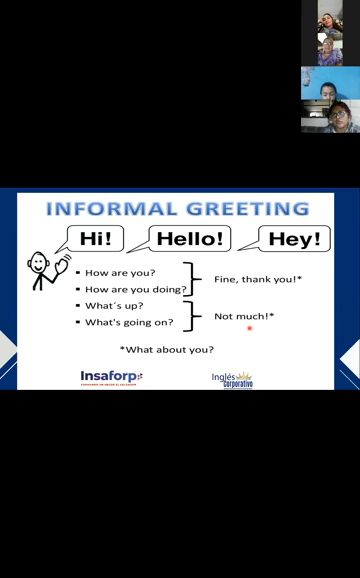 INFORMAL GREETING
Hi! Hello! Hey!
▪ How are you?
▪ How are you doing?
Fine, thank you!*
▪ What´s up?
▪ What's going on?
Not much!*
*What about you?
Insaforp
Inglés
Corporativo